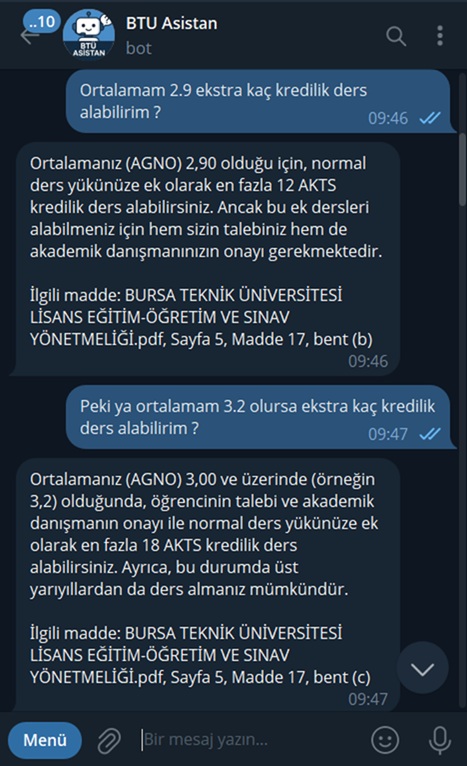 ..10
BTU Asistan
bot
BTÜ
ASİSTAN
Ortalamam 2.9 ekstra kaç kredilik ders
alabilirim ?
09:46
Ortalamanız (AGNO) 2,90 olduğu için, normal
ders yükünüze ek olarak en fazla 12 AKTS
kredilik ders alabilirsiniz. Ancak bu ek dersleri
alabilmeniz için hem sizin talebiniz hem de
akademik danışmanınızın onayı gerekmektedir.
İlgili madde: BURSA TEKNİK ÜNİVERSİTESİ
LİSANS EĞİTİM-ÖĞRETİM VE SINAV
YÖNETMELİĞİ.pdf, Sayfa 5, Madde 17, bent (b)
09:46
Peki ya ortalamam 3.2 olursa ekstra kaç kredilik
ders alabilirim ?
09:47
Ortalamanız (AGNO) 3,00 ve üzerinde (örneğin
3,2) olduğunda, öğrencinin talebi ve akademik
danışmanın onayı ile normal ders yükünüze ek
olarak en fazla 18 AKTS kredilik ders
alabilirsiniz. Ayrıca, bu durumda üst
yarıyıllardan da ders almanız mümkündür.
İlgili madde: BURSA TEKNİK ÜNİVERSİTESİ
LİSANS EĞİTİM-ÖĞRETİM VE SINAV
YÖNETMELİĞİ.pdf, Sayfa 5, Madde 17, bent (c)
09:47
Menü
Bir mesaj yazın...